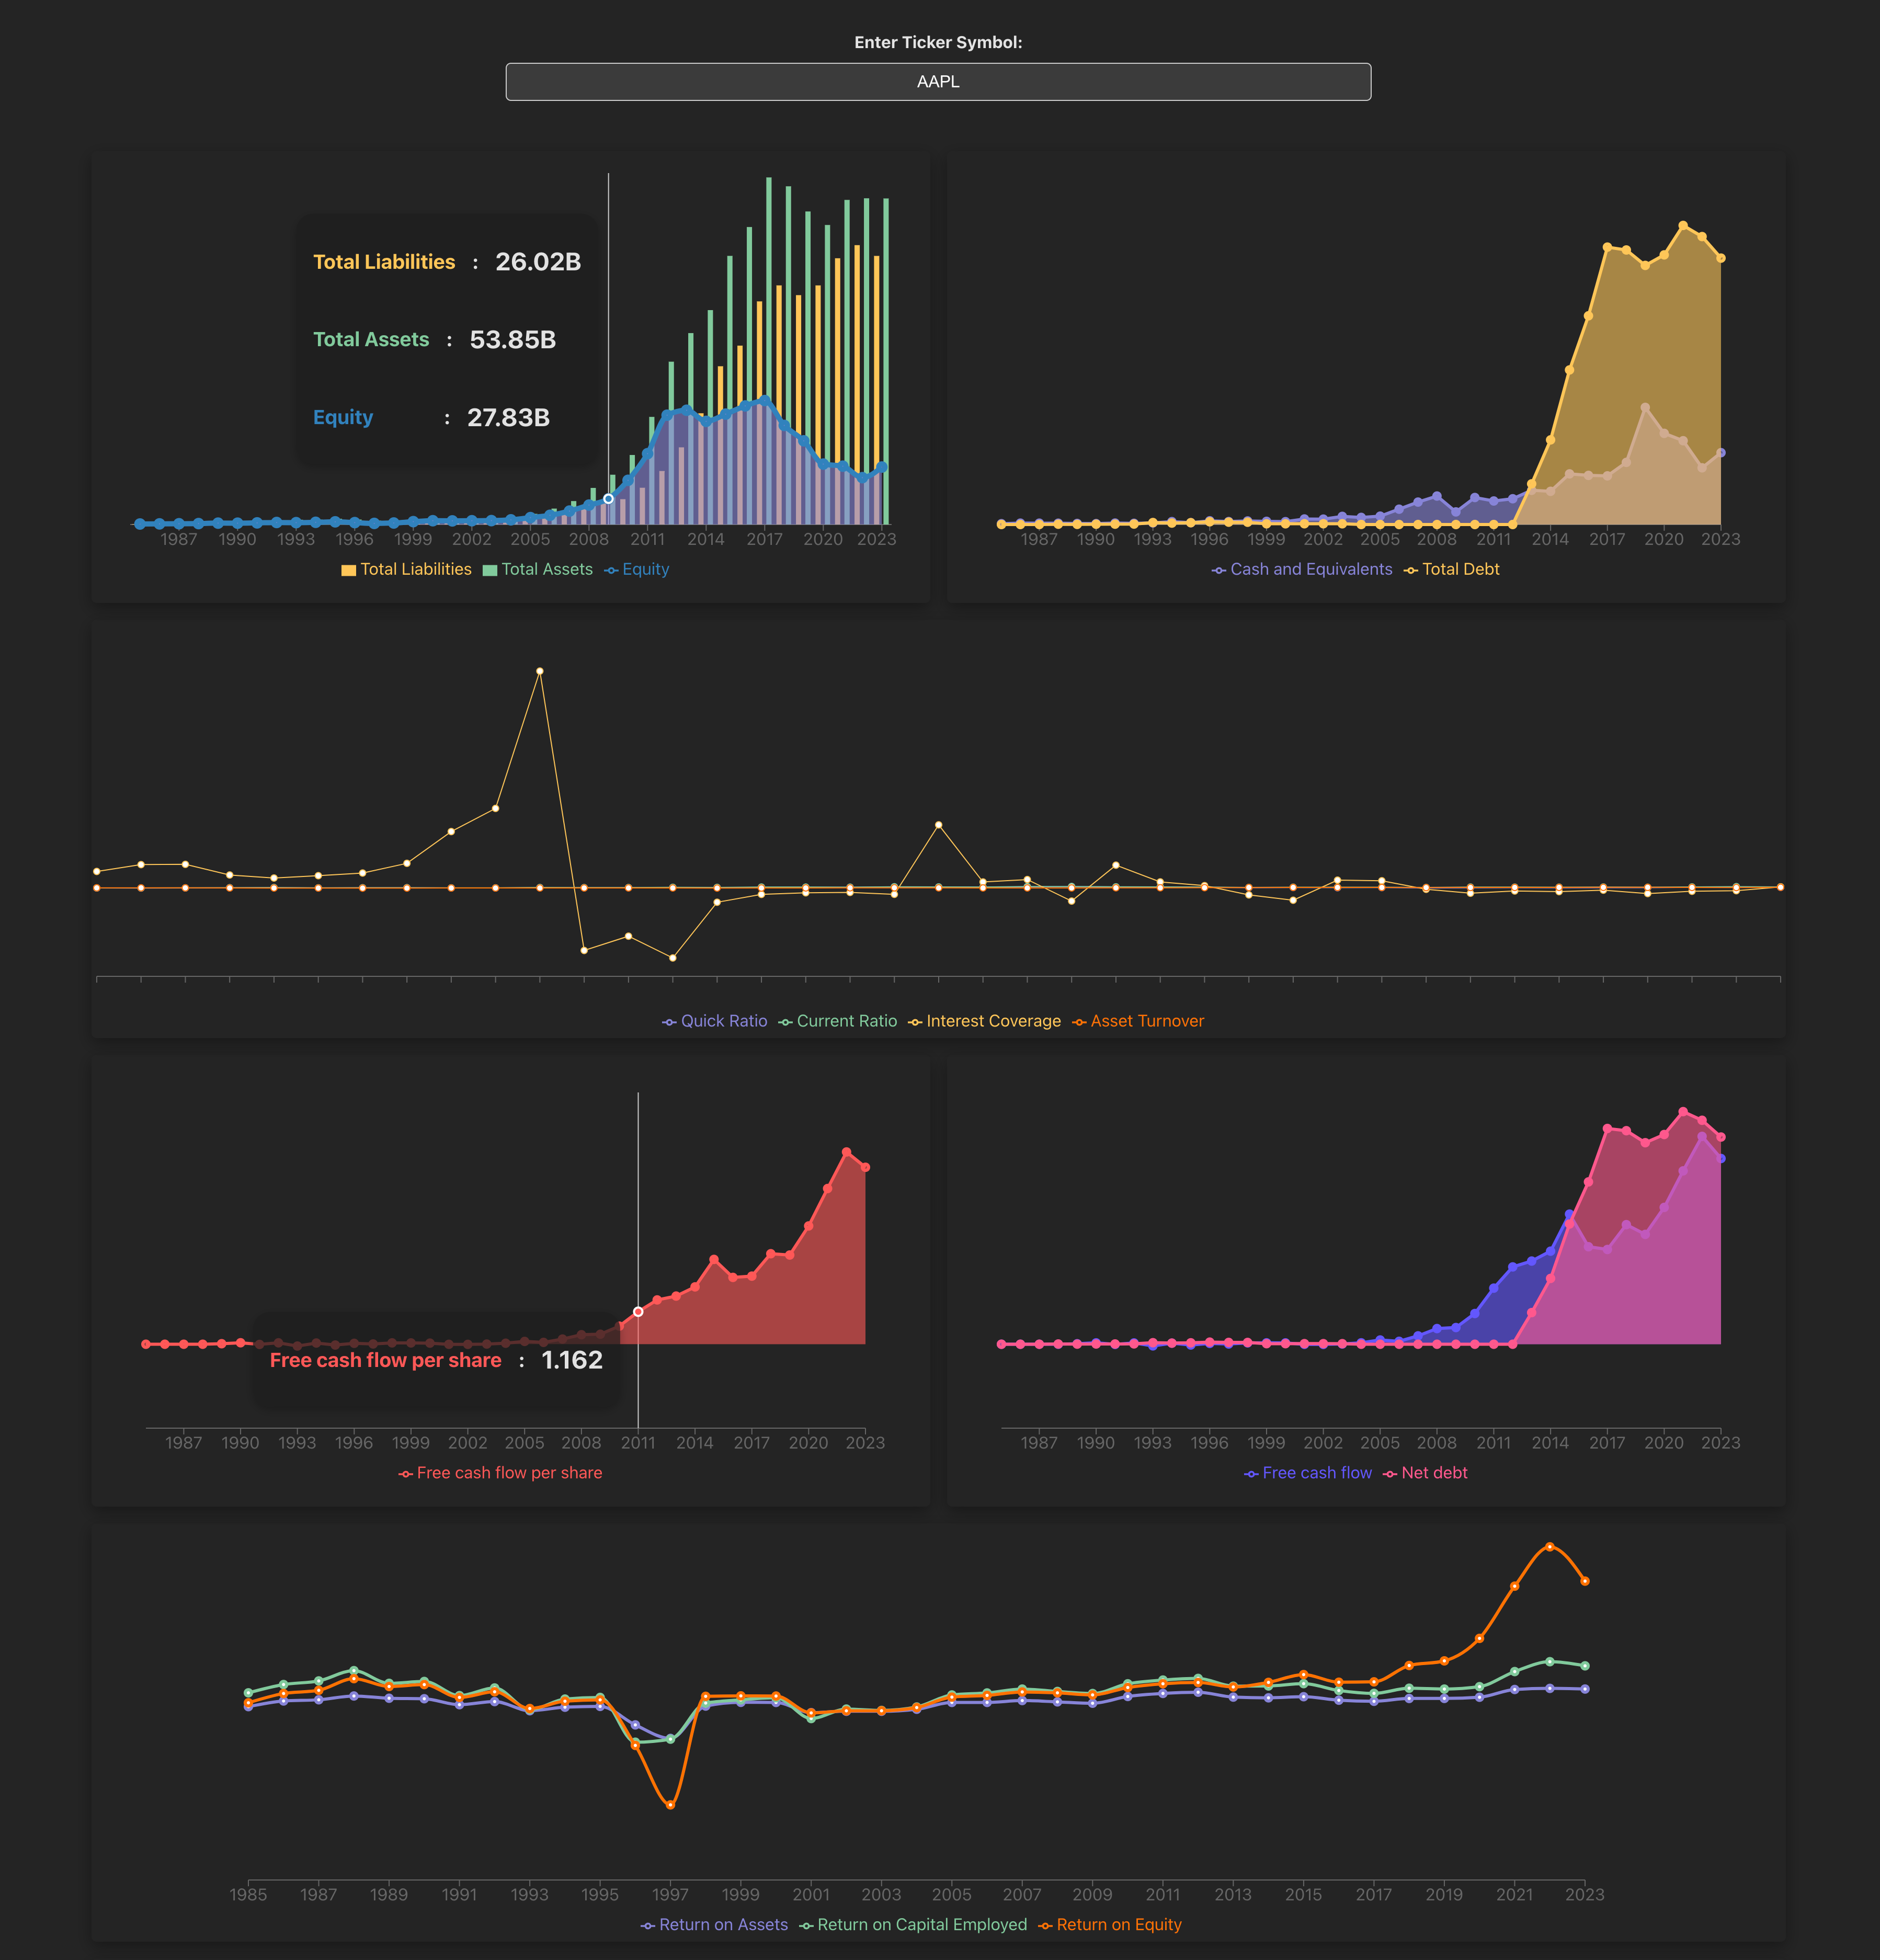 Enter Ticker Symbol:
AAPL
Total Liabilities : 26.02B
Total Assets : 53.85B
Equity : 27.83B
1987 1990 1993 1996 1999 2002 2005 2008 2011 2014 2017 2020 2023
Total Liabilities Total Assets Equity
1987 1990 1993 1996 1999 2002 2005 2008 2011 2014 2017 2020 2023
Cash and Equivalents Total Debt
Quick Ratio Current Ratio Interest Coverage Asset Turnover
Free cash flow per share : 1.162
1987 1990 1993 1996 1999 2002 2005 2008 2011 2014 2017 2020 2023
Free cash flow per share
1987 1990 1993 1996 1999 2002 2005 2008 2011 2014 2017 2020 2023
Free cash flow Net debt
1985 1987 1989 1991 1993 1995 1997 1999 2001 2003 2005 2007 2009 2011 2013 2015 2017 2019 2021 2023
Return on Assets Return on Capital Employed Return on Equity